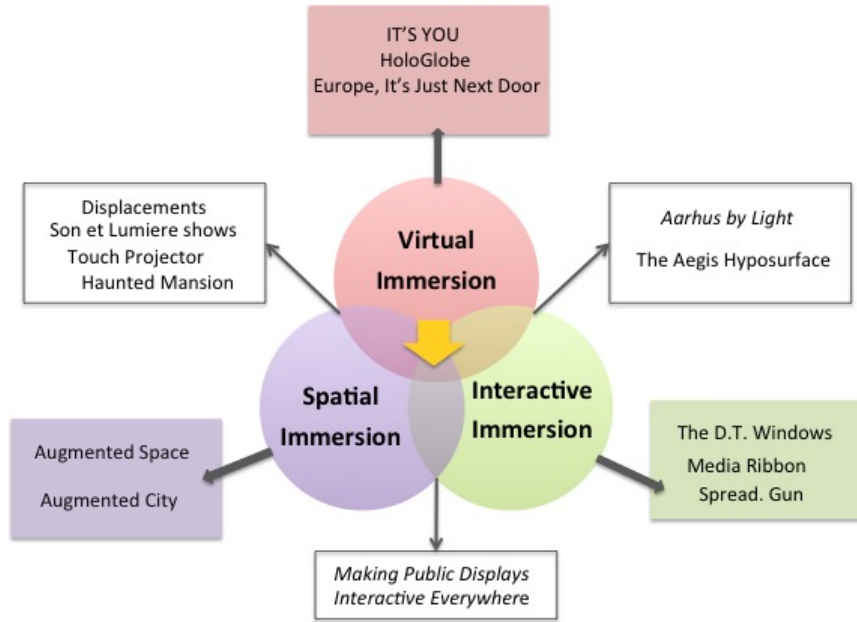 IT’S YOU
HoloGlobe
Europe, It’s Just Next Door
Displacements
Son et Lumiere shows
Touch Projector
Haunted Mansion
Virtual
Immersion
Aarhus by Light
The Aegis Hyposurface
Spatial
Immersion
Interactive
Immersion
Augmented Space
Augmented City
The D.T. Windows
Media Ribbon
Spread. Gun
Making Public Displays
Interactive Everywhere